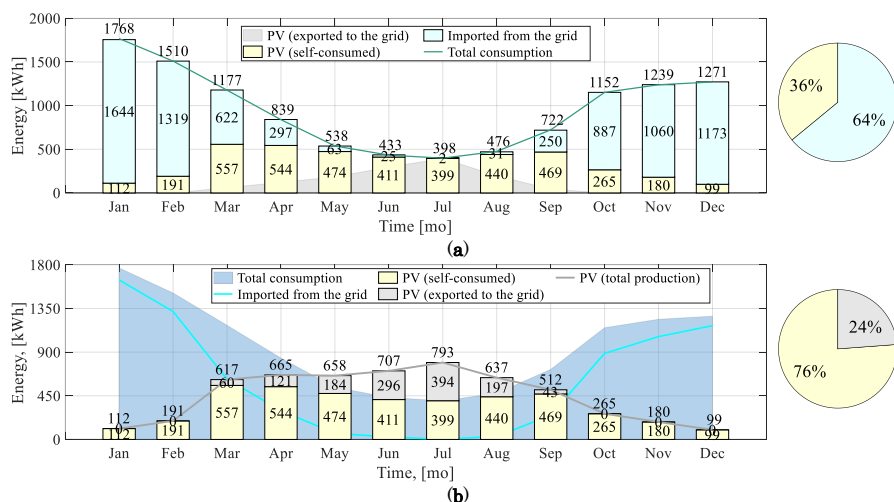 PV (exported to the grid) Imported from the grid
PV (self-consumed) Total consumption
Energy [kWh]
2000
1500
1000
500
0
1768 1510 1177 839 538 433 398 476 722 1152 1239 1271
1644 1319 622 297 63 25 2 31 250 887 1060 1173
112 191 557 544 474 411 399 440 469 265 180 99
Jan Feb Mar Apr May Jun Jul Aug Sep Oct Nov Dec
Time [mo]
36%
64%
(a)
Total consumption PV (self-consumed) PV (total production)
Imported from the grid PV (exported to the grid)
Energy, [kWh]
1800
1350
900
450
0
112 191 617 665 658 707 793 637 512 265 180 99
0 0 60 121 184 296 394 197 43 0 0 0
112 191 557 544 474 411 399 440 469 265 180 99
Jan Feb Mar Apr May Jun Jul Aug Sep Oct Nov Dec
Time, [mo]
24%
76%
(b)